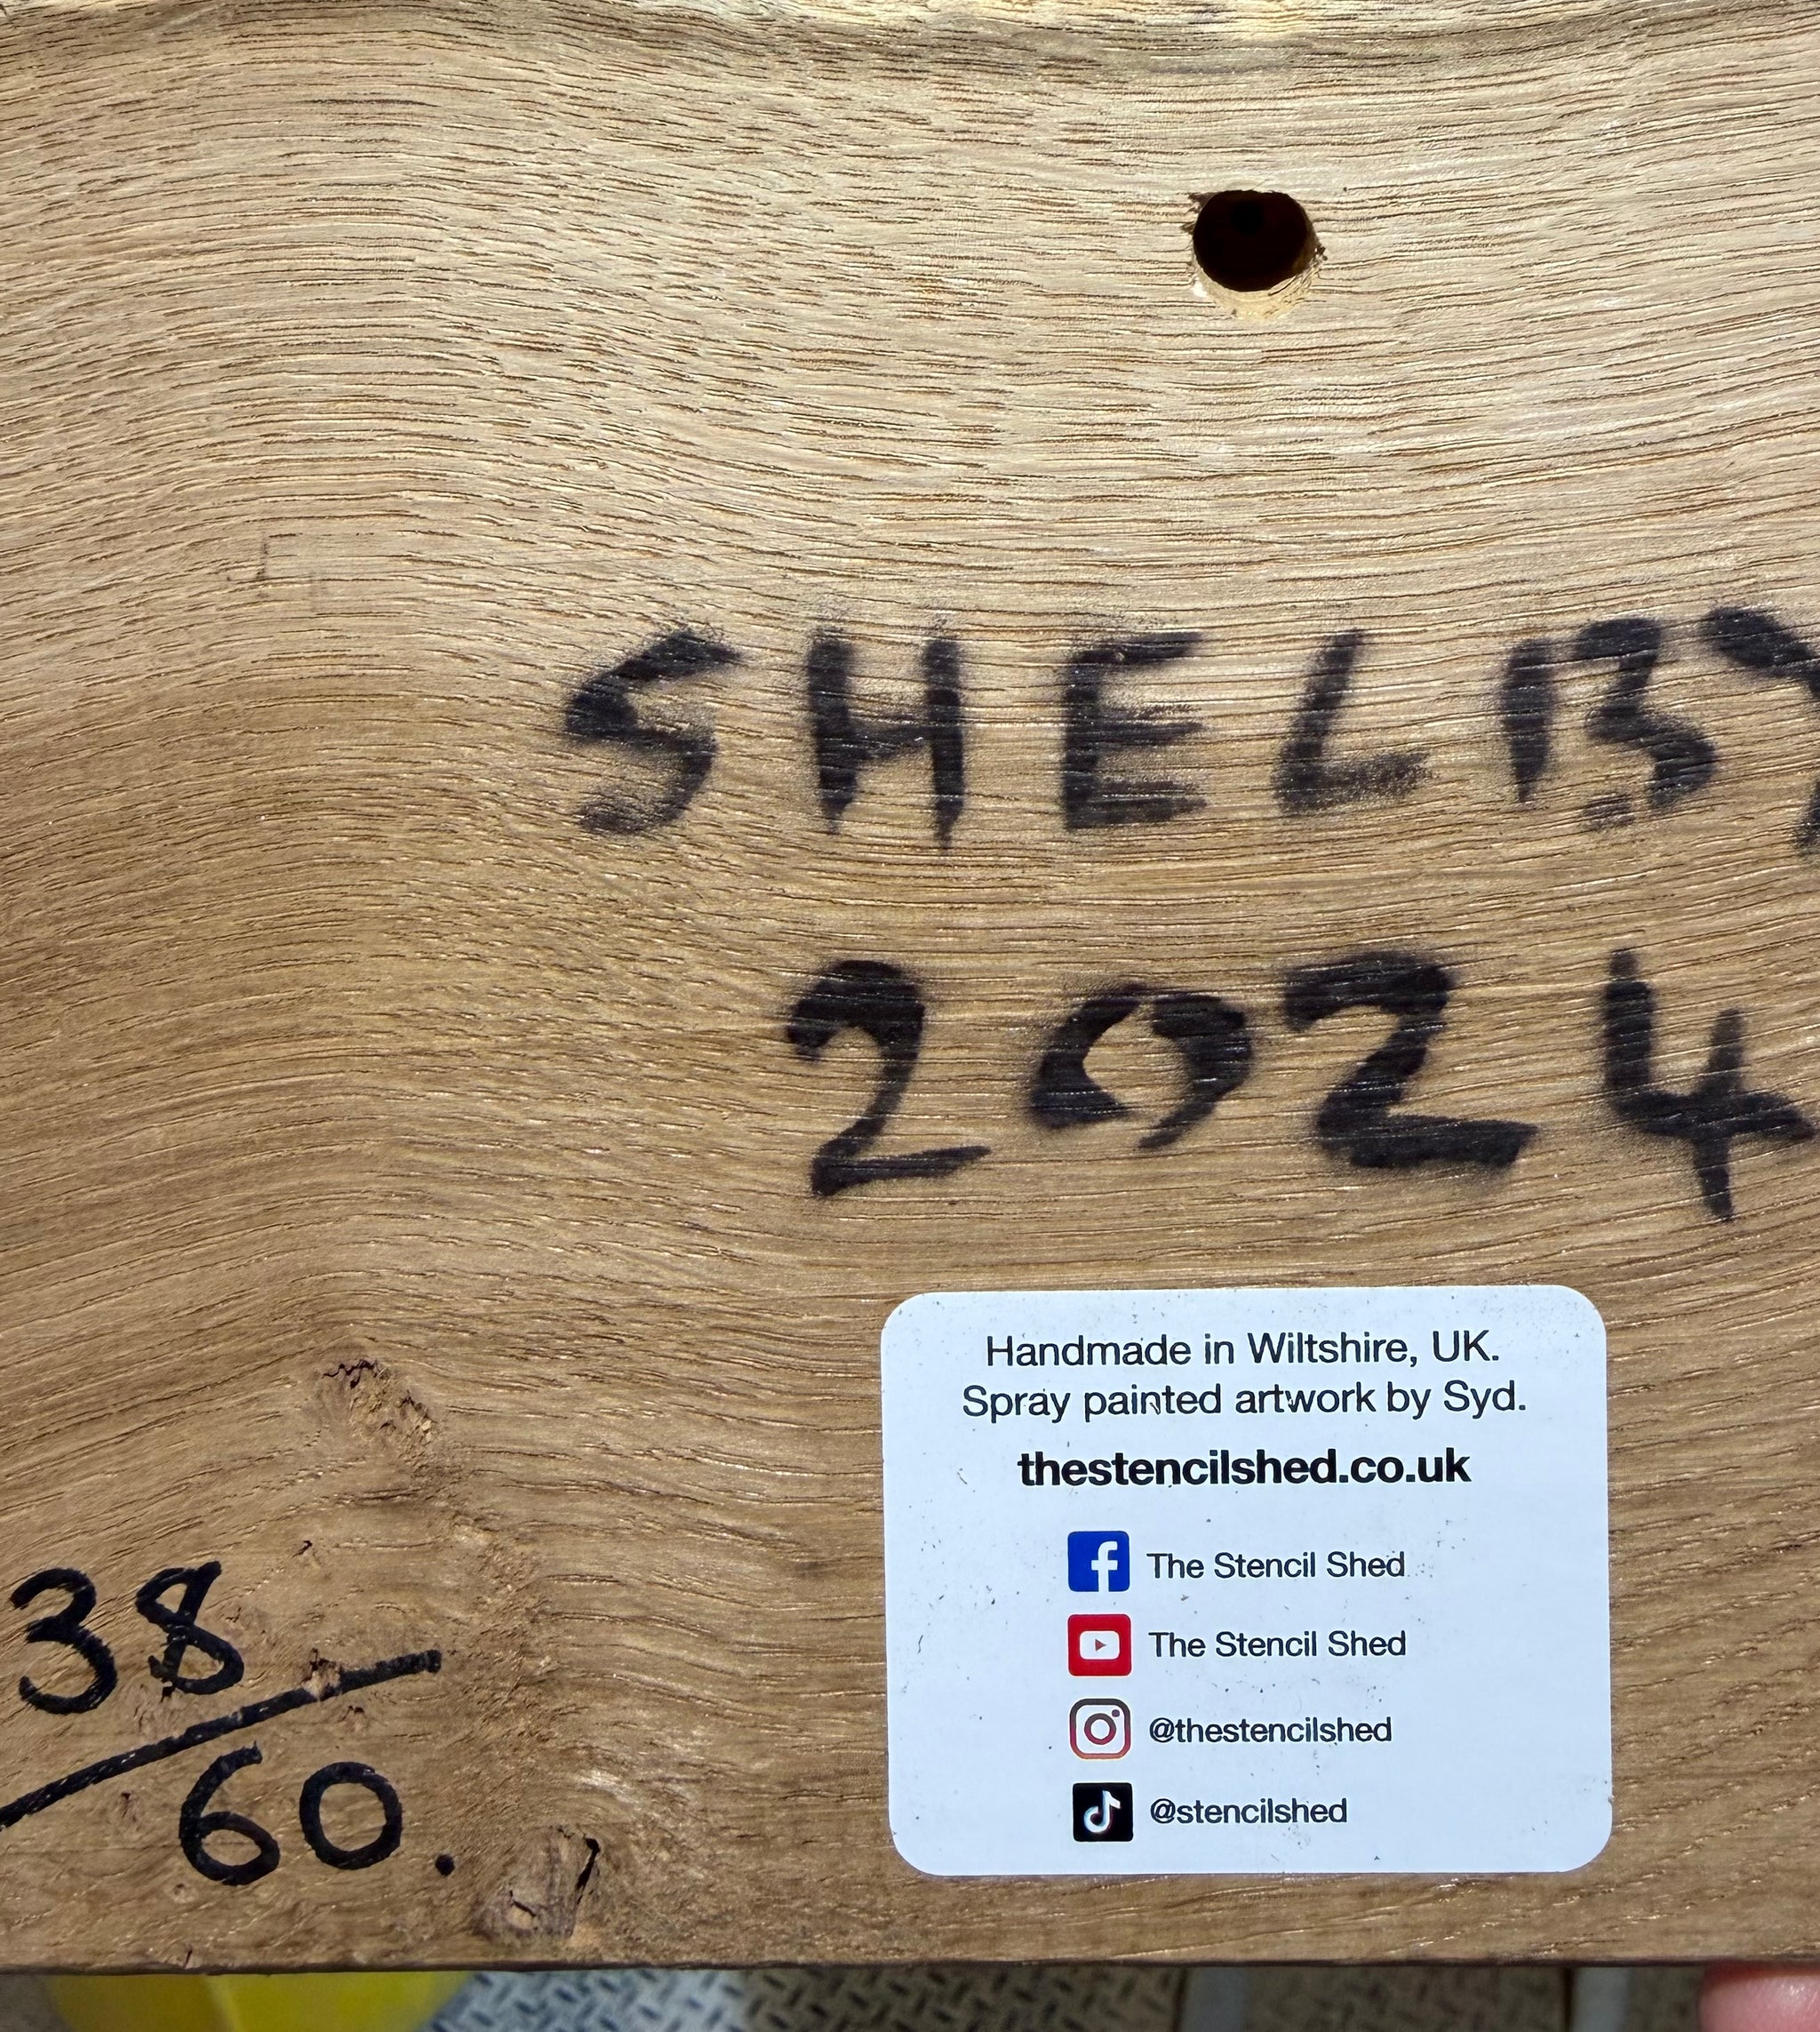 SHELBY
2024
Handmade in Wiltshire, UK.
Spray painted artwork by Syd.
thestencilshed.co.uk
The Stencil Shed
The Stencil Shed
@thestencilshed
@stencilshed
38
60.